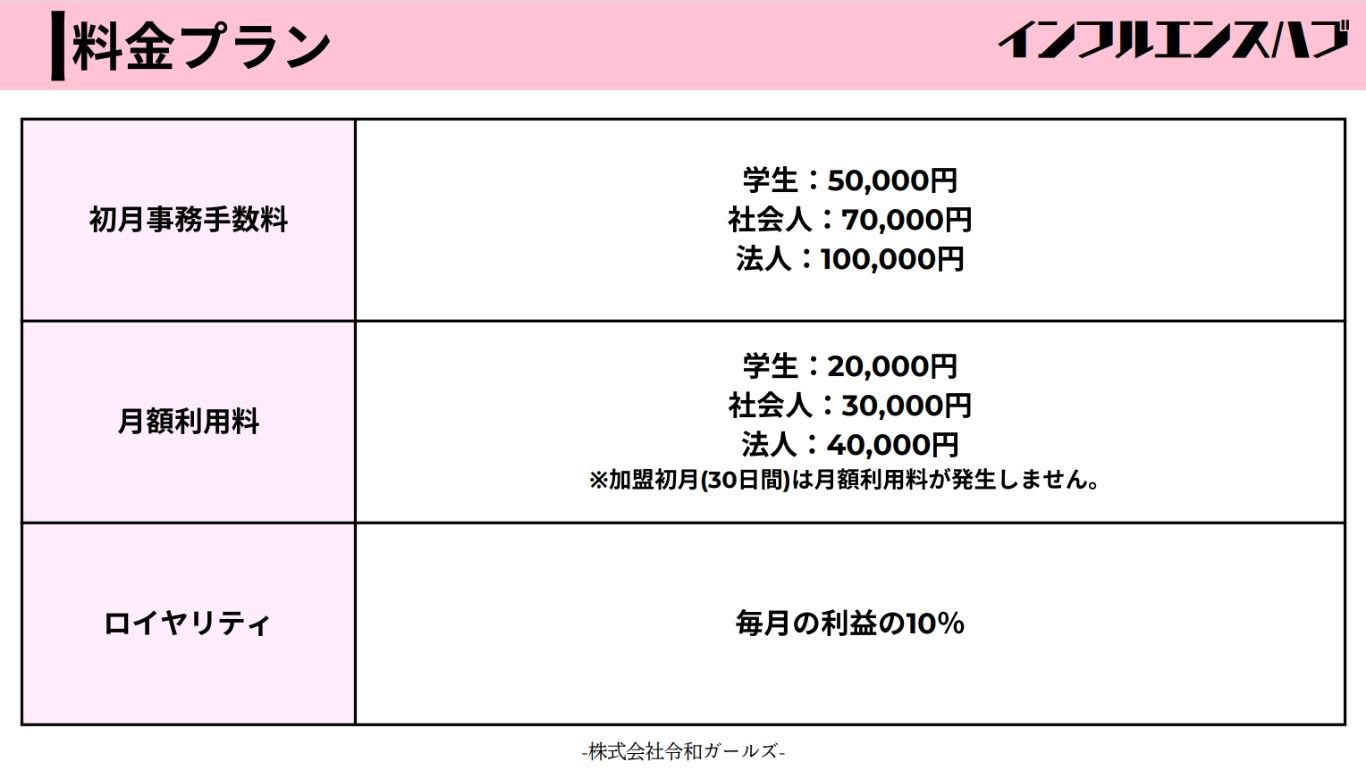 料金プラン
インフルエンスハブ
初月事務手数料
学生：50,000円
社会人：70,000円
法人：100,000円
月額利用料
学生：20,000円
社会人：30,000円
法人：40,000円
※加盟初月(30日間)は月額利用料が発生しません。
ロイヤリティ
毎月の利益の10%
-株式会社令和ガールズ-